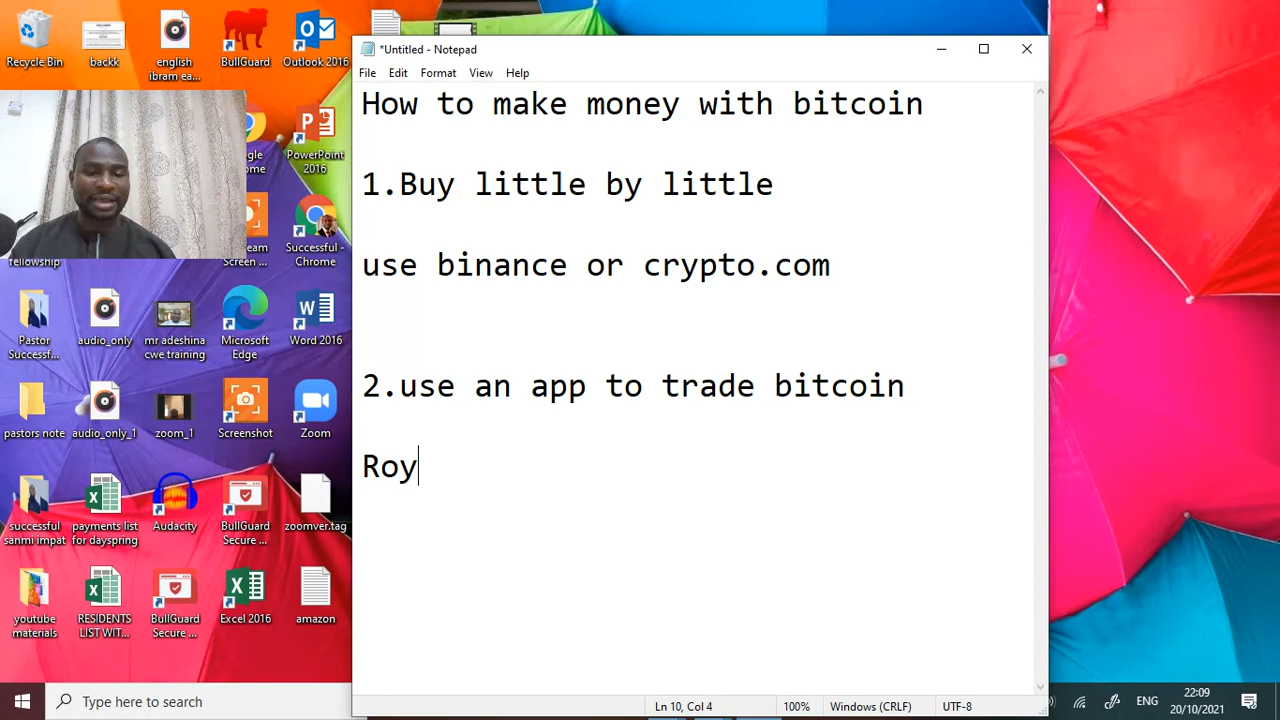 *Untitled - Notepad
File Edit Format View Help
How to make money with bitcoin
1.Buy little by little
use binance or crypto.com
2.use an app to trade bitcoin
Roy
Ln 10, Col 4
100%
Windows (CRLF)
UTF-8
Recycle Bin
backk
english
ibram ea...
BullGuard
Outlook 2016
PowerPoint
2016
Screen ...
Successful -
Chrome
fellowship
Pastor
Successf...
audio_only
mr adeshina
cwe training
Microsoft
Edge
Word 2016
pastors note
audio_only_1
zoom_1
Screenshot
Zoom
successful
sanmi impat
payments list
for dayspring
Audacity
BullGuard
Secure ...
zoomver.tag
youtube
materials
RESIDENTS
LIST WIT...
BullGuard
Secure ...
Excel 2016
amazon
Type here to search
ENG
22:09
20/10/2021